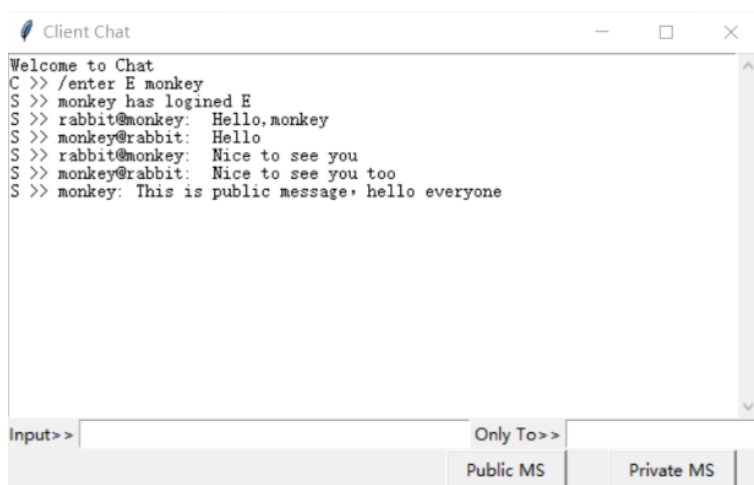 Client Chat
Welcome to Chat
C >> /enter E monkey
S >> monkey has logined E
S >> rabbit@monkey:  Hello,monkey
S >> monkey@rabbit:  Hello
S >> rabbit@monkey:  Nice to see you
S >> monkey@rabbit:  Nice to see you too
S >> monkey: This is public message，hello everyone
Input>> Only To>>
Public MS Private MS